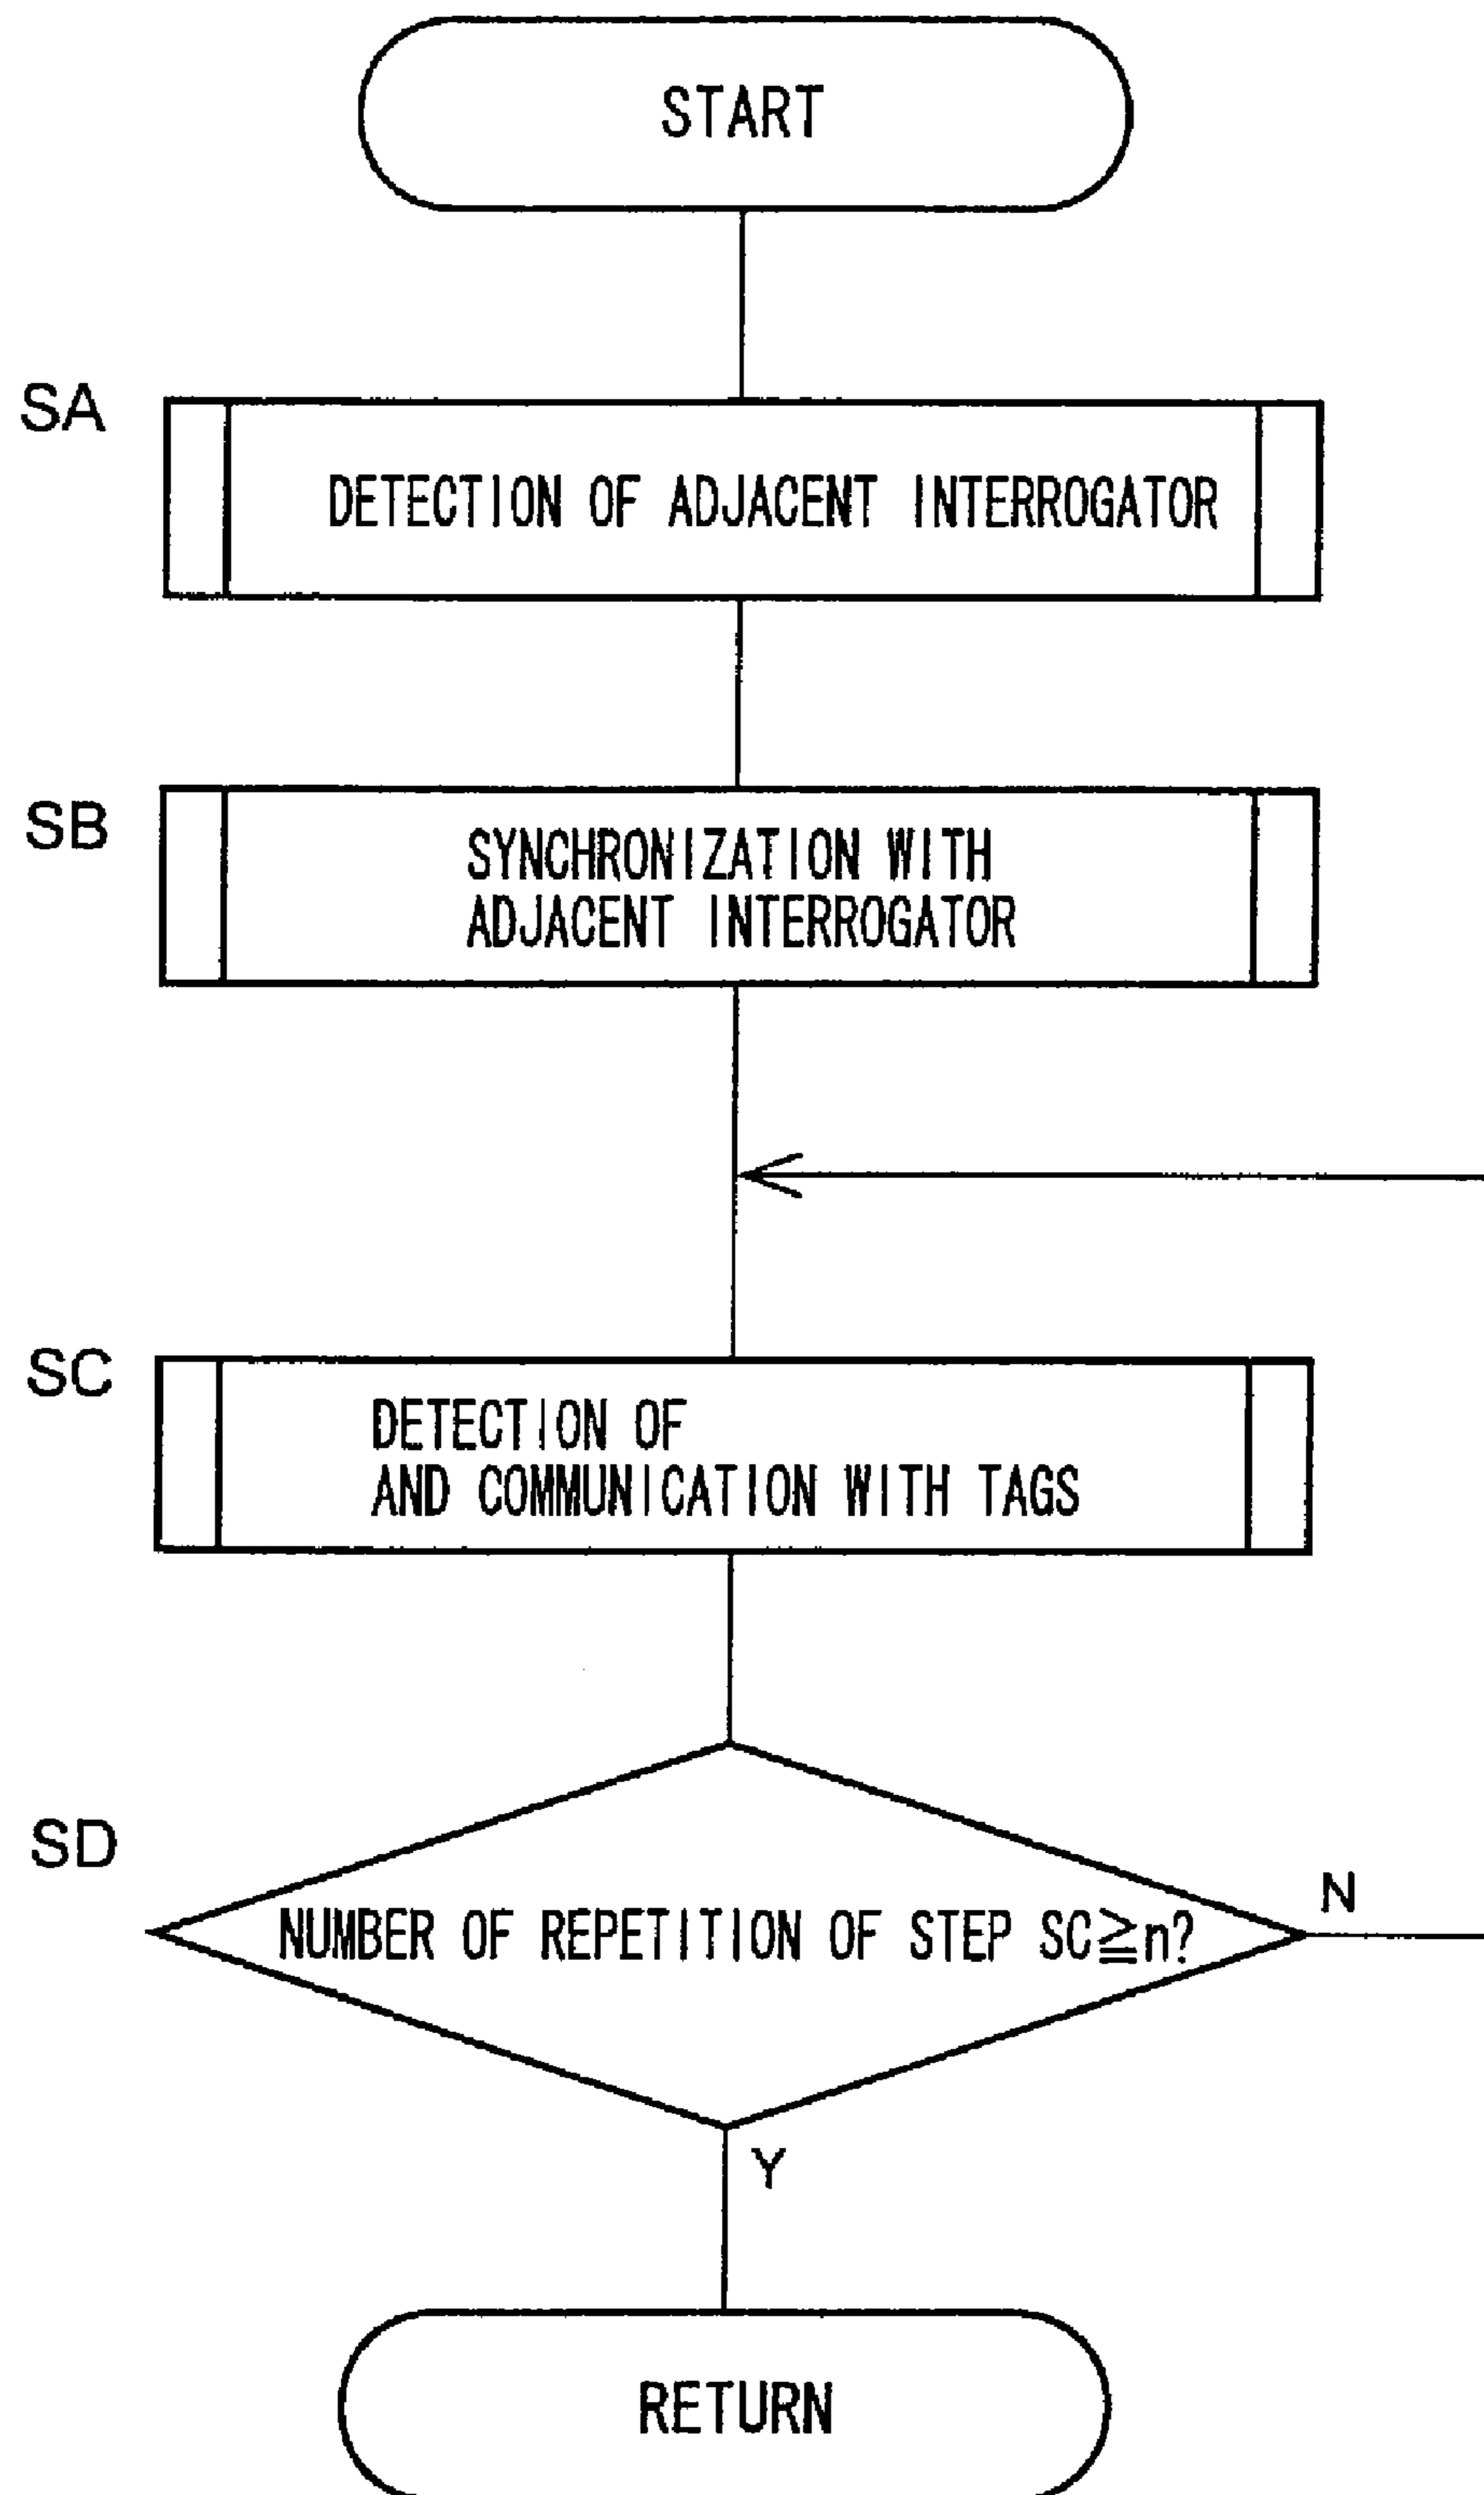 START
SA
DETECTION OF ADJACENT INTERROGATOR
SB
SYNCHRONIZATION WITH
ADJACENT INTERROGATOR
SC
DETECTION OF
AND COMMUNICATION WITH TAGS
SD
NUMBER OF REPETITION OF STEP SC≧n?
N
Y
RETURN